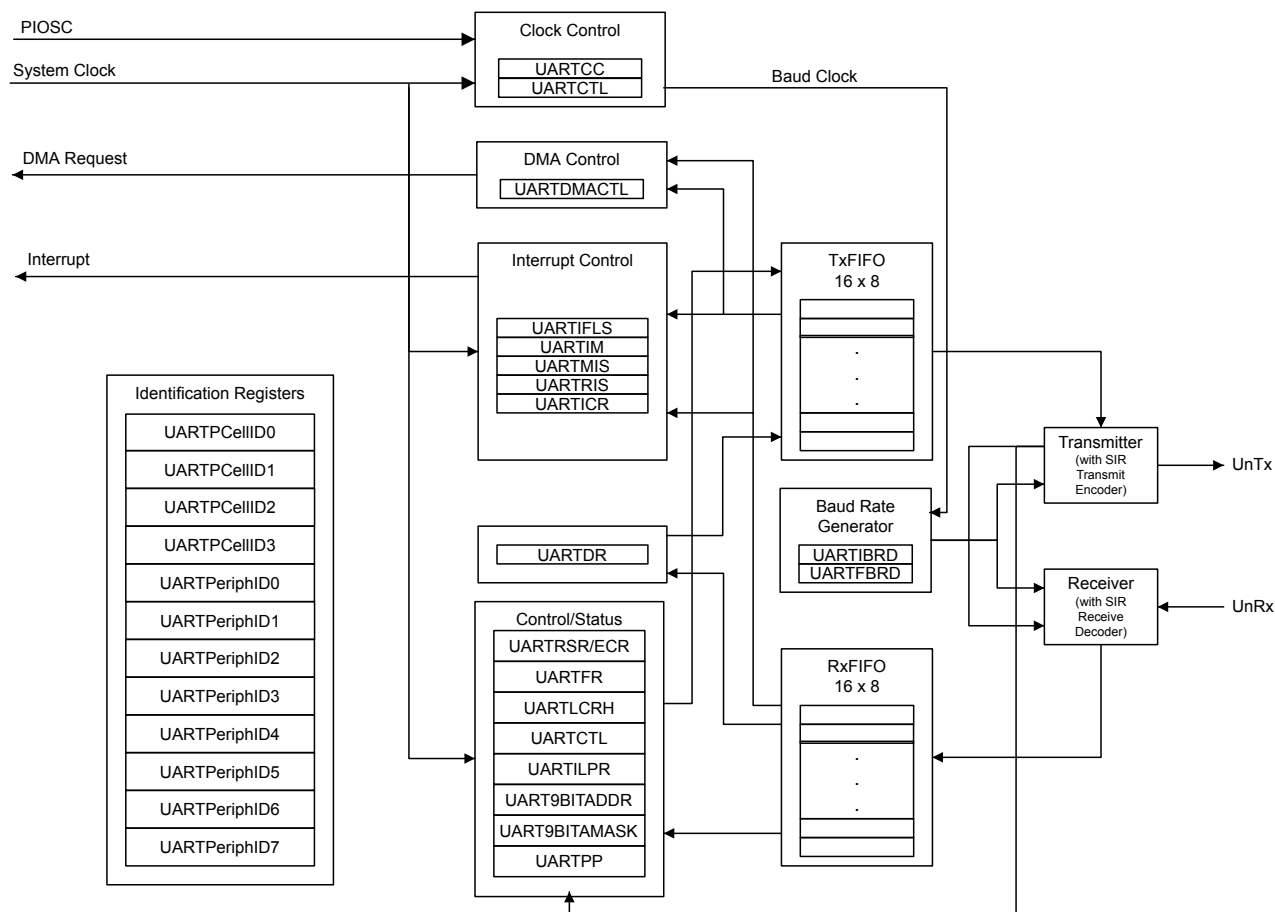 PIOSC
System Clock
Clock Control
UARTCC
UARTCTL
Baud Clock
DMA Request
DMA Control
UARTDMACTL
Interrupt
Interrupt Control
UARTIFLS
UARTIM
UARTMIS
UARTRIS
UARTICR
TxFIFO
16 x 8
.
.
.
Identification Registers
UARTPCellID0
UARTPCellID1
UARTPCellID2
UARTPCellID3
UARTPeriphID0
UARTPeriphID1
UARTPeriphID2
UARTPeriphID3
UARTPeriphID4
UARTPeriphID5
UARTPeriphID6
UARTPeriphID7
Transmitter
(with SIR
Transmit
Encoder)
UnTx
UARTDR
Baud Rate
Generator
UARTIBRD
UARTFBRD
Receiver
(with SIR
Receive
Decoder)
UnRx
Control/Status
UARTRSR/ECR
UARTFR
UARTLCRH
UARTCTL
UARTILPR
UART9BITADDR
UART9BITAMASK
UARTPP
RxFIFO
16 x 8
.
.
.